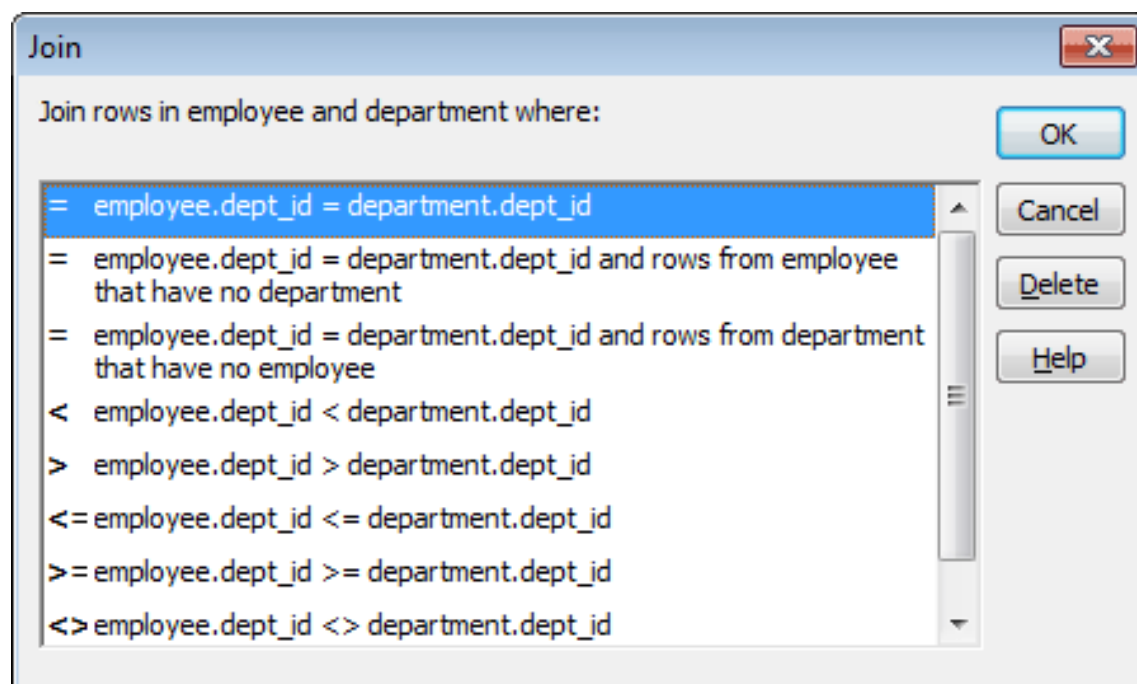 Join
Join rows in employee and department where:
OK
= employee.dept_id = department.dept_id
Cancel
= employee.dept_id = department.dept_id and rows from employee
that have no department
Delete
= employee.dept_id = department.dept_id and rows from department
that have no employee
Help
< employee.dept_id < department.dept_id
> employee.dept_id > department.dept_id
<= employee.dept_id <= department.dept_id
>= employee.dept_id >= department.dept_id
<> employee.dept_id <> department.dept_id